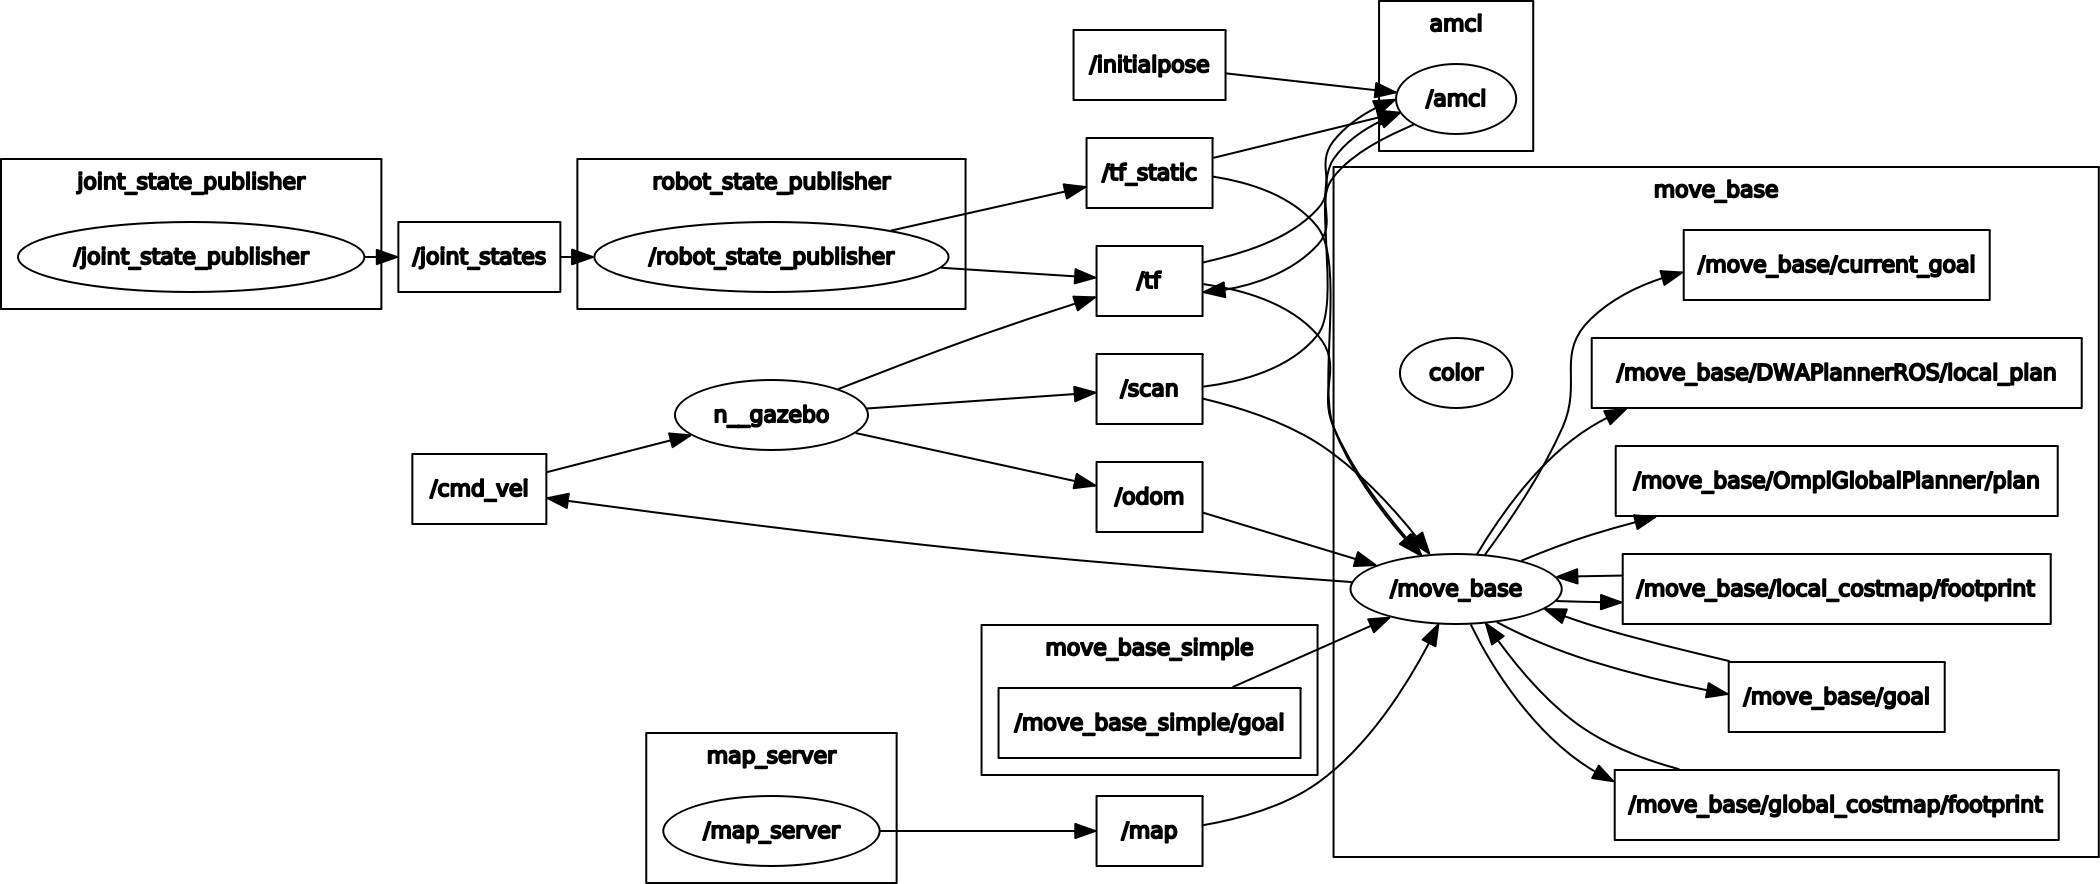 amcl
/initialpose
/amcl
/tf_static
joint_state_publisher
robot_state_publisher
move_base
/joint_state_publisher
/joint_states
/robot_state_publisher
/tf
/move_base/current_goal
/scan
color
/move_base/DWAPlannerROS/local_plan
n__gazebo
/cmd_vel
/odom
/move_base/OmplGlobalPlanner/plan
/move_base
/move_base/local_costmap/footprint
move_base_simple
/move_base_simple/goal
/move_base/goal
map_server
/map_server
/map
/move_base/global_costmap/footprint